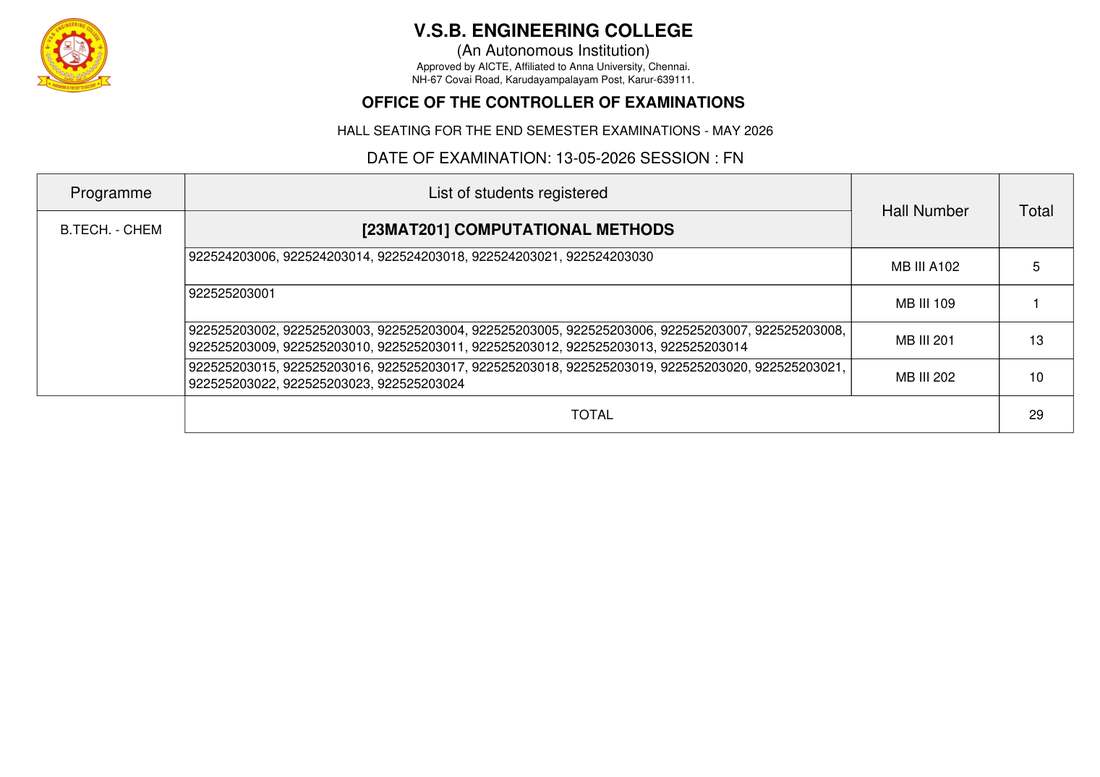 V.S.B. ENGINEERING COLLEGE
(An Autonomous Institution)
Approved by AICTE, Affiliated to Anna University, Chennai.
NH-67 Covai Road, Karudayampalayam Post, Karur-639111.
OFFICE OF THE CONTROLLER OF EXAMINATIONS
HALL SEATING FOR THE END SEMESTER EXAMINATIONS - MAY 2026
DATE OF EXAMINATION: 13-05-2026 SESSION : FN
Programme List of students registered Hall Number Total
B.TECH. - CHEM [23MAT201] COMPUTATIONAL METHODS
922524203006, 922524203014, 922524203018, 922524203021, 922524203030 MB III A102 5
922525203001 MB III 109 1
922525203002, 922525203003, 922525203004, 922525203005, 922525203006, 922525203007, 922525203008,
922525203009, 922525203010, 922525203011, 922525203012, 922525203013, 922525203014 MB III 201 13
922525203015, 922525203016, 922525203017, 922525203018, 922525203019, 922525203020, 922525203021,
922525203022, 922525203023, 922525203024 MB III 202 10
TOTAL 29